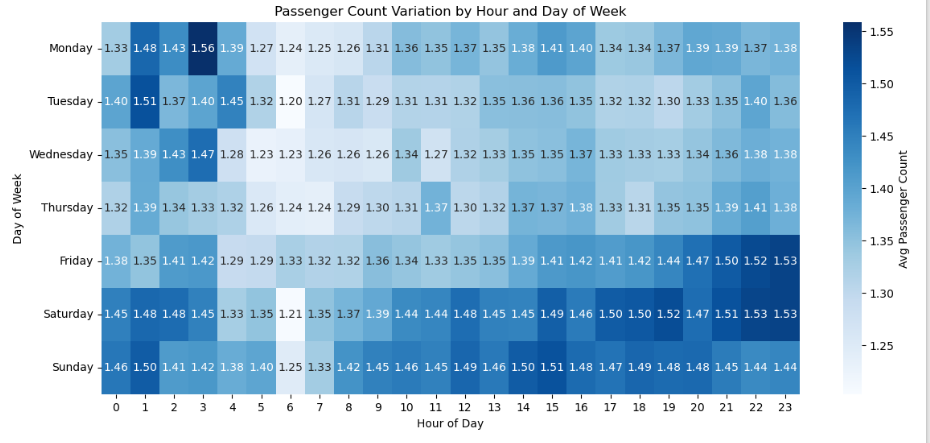 Passenger Count Variation by Hour and Day of Week
Monday 1.33 1.48 1.43 1.56 1.39 1.27 1.24 1.25 1.26 1.31 1.36 1.35 1.37 1.35 1.38 1.41 1.40 1.34 1.34 1.37 1.39 1.39 1.37 1.38
Tuesday 1.40 1.51 1.37 1.40 1.45 1.32 1.20 1.27 1.31 1.29 1.31 1.31 1.32 1.35 1.36 1.36 1.35 1.32 1.32 1.30 1.33 1.35 1.40 1.36
Wednesday 1.35 1.39 1.43 1.47 1.28 1.23 1.23 1.26 1.26 1.26 1.34 1.27 1.32 1.33 1.35 1.35 1.37 1.33 1.33 1.33 1.34 1.36 1.38 1.38
Thursday 1.32 1.39 1.34 1.33 1.32 1.26 1.24 1.24 1.29 1.30 1.31 1.37 1.30 1.32 1.37 1.37 1.38 1.33 1.31 1.35 1.35 1.39 1.41 1.38
Friday 1.38 1.35 1.41 1.42 1.29 1.29 1.33 1.32 1.32 1.36 1.34 1.33 1.35 1.35 1.39 1.41 1.42 1.41 1.42 1.44 1.47 1.50 1.52 1.53
Saturday 1.45 1.48 1.48 1.45 1.33 1.35 1.21 1.35 1.37 1.39 1.44 1.44 1.48 1.45 1.45 1.49 1.46 1.50 1.50 1.52 1.47 1.51 1.53 1.53
Sunday 1.46 1.50 1.41 1.42 1.38 1.40 1.25 1.33 1.42 1.45 1.46 1.45 1.49 1.46 1.50 1.51 1.48 1.47 1.49 1.48 1.48 1.45 1.44 1.44
0 1 2 3 4 5 6 7 8 9 10 11 12 13 14 15 16 17 18 19 20 21 22 23
Hour of Day
Day of Week
1.55
1.50
1.45
1.40
1.35
1.30
1.25
Avg Passenger Count